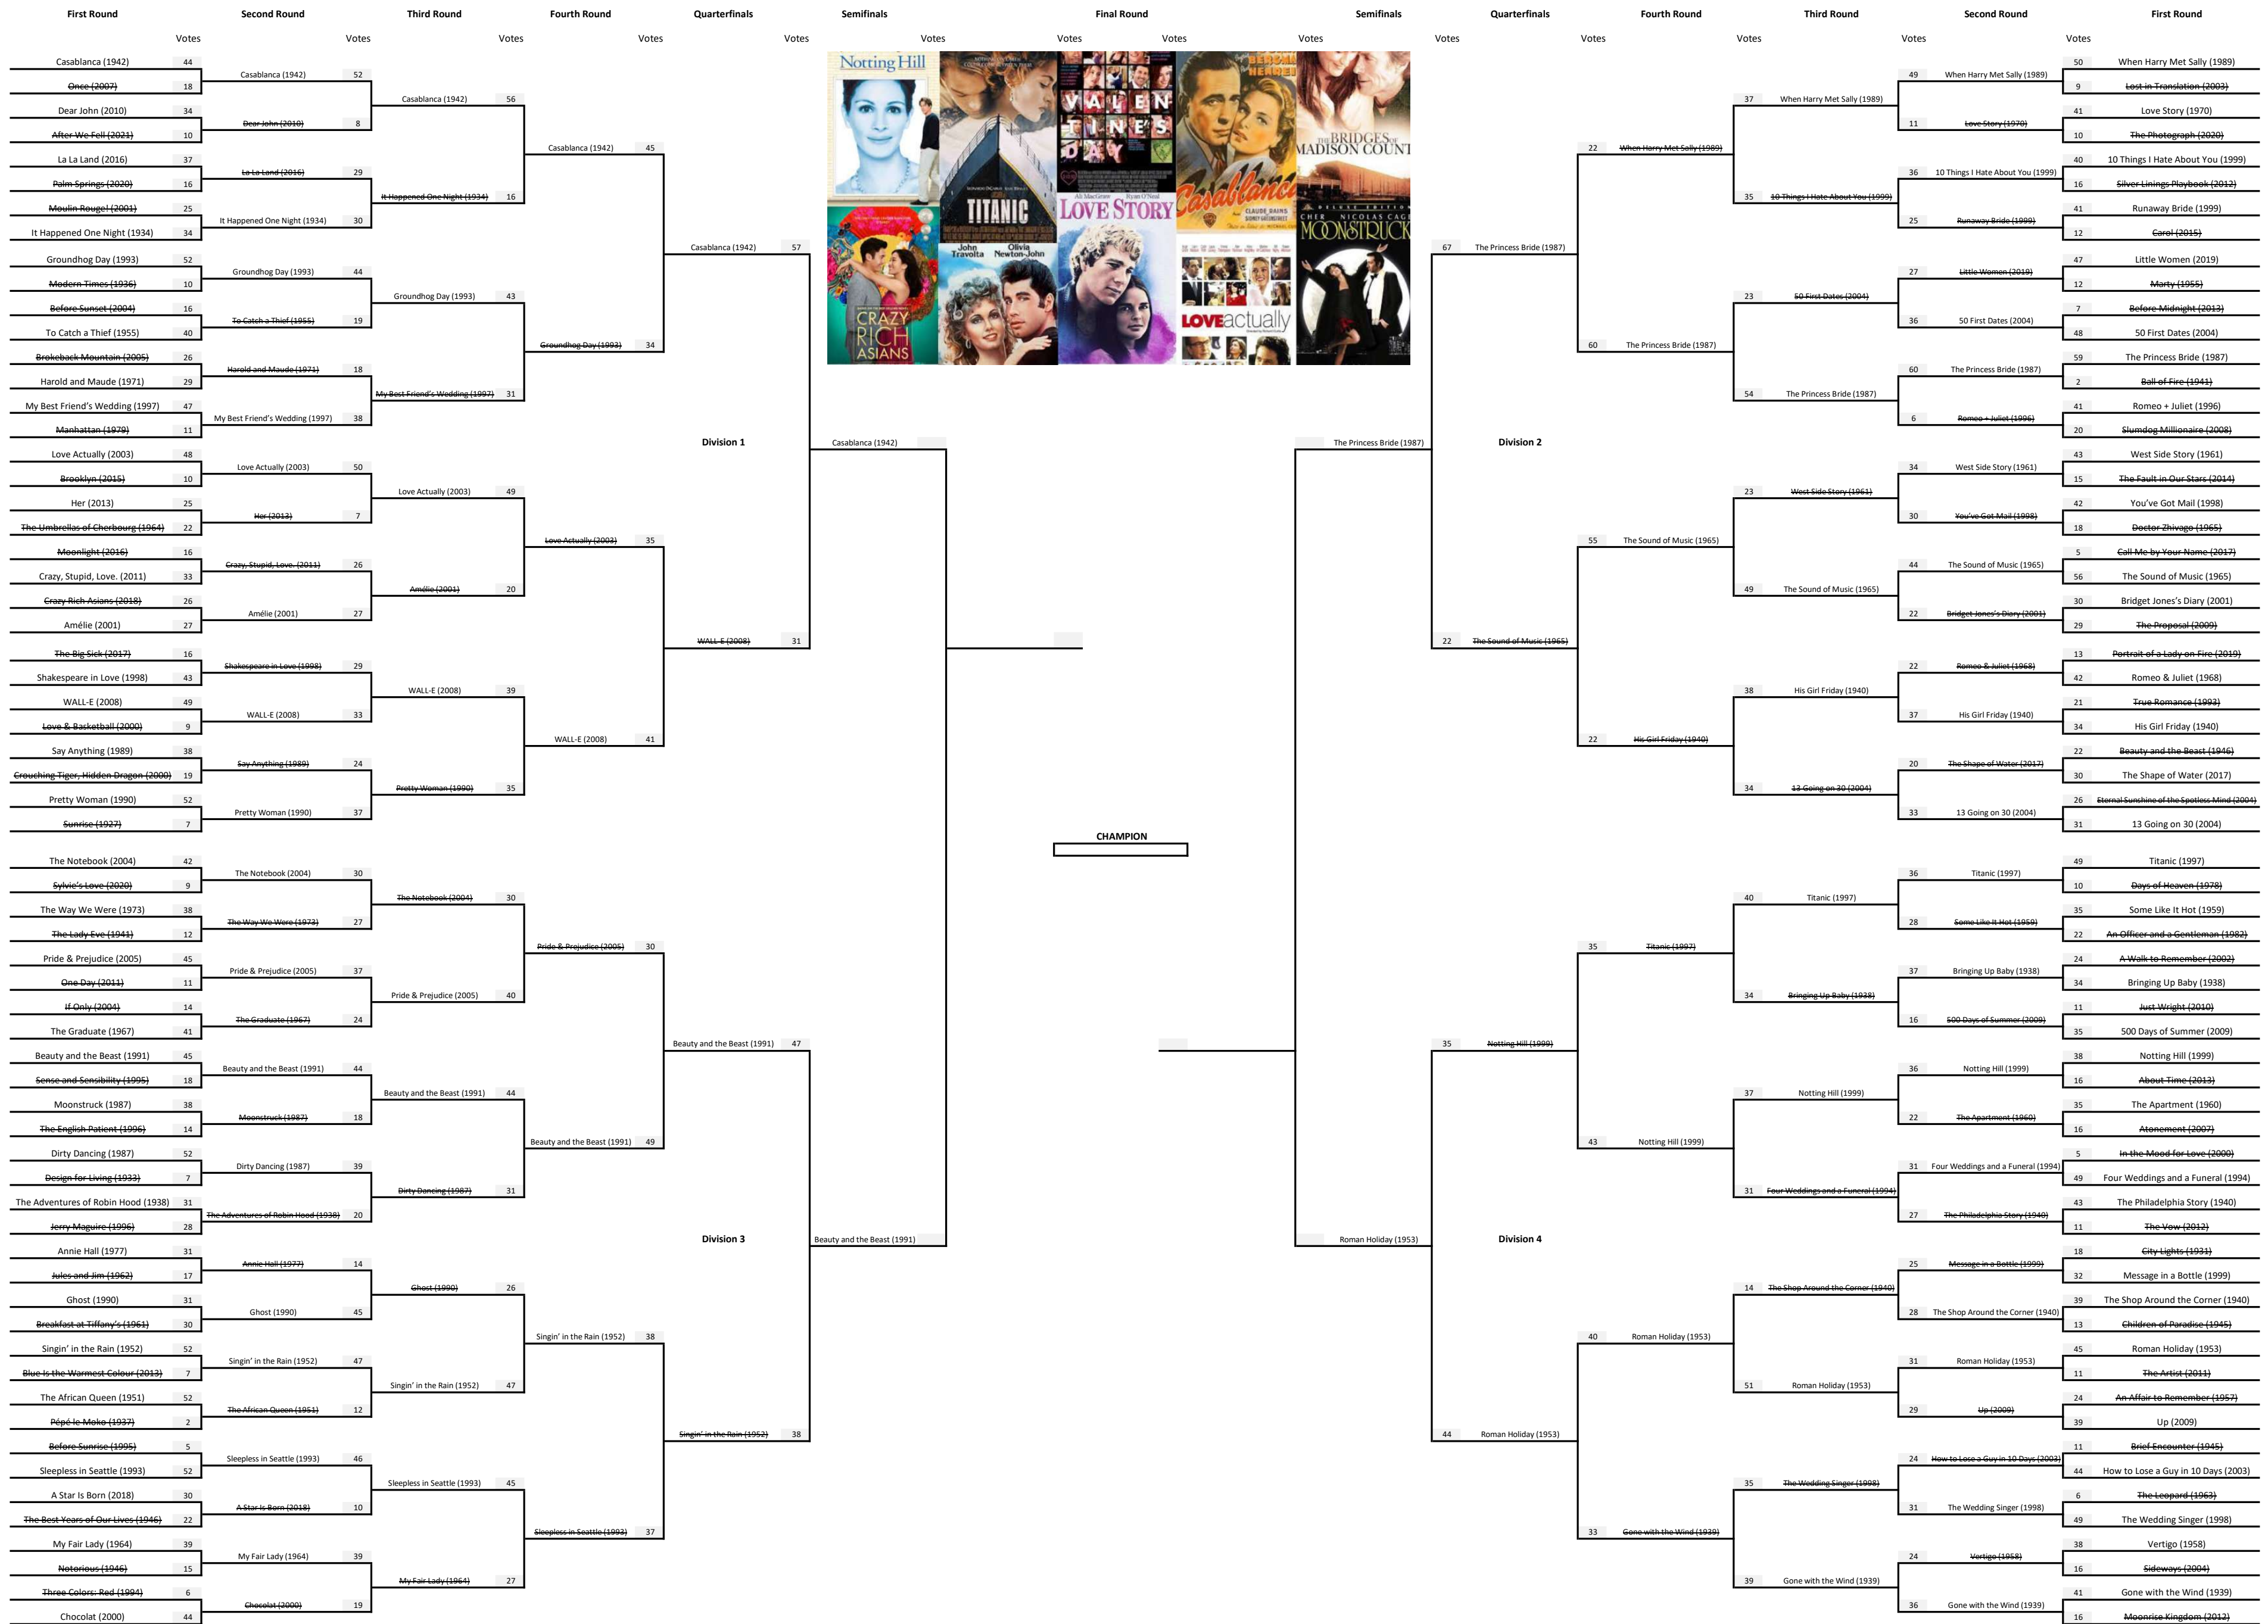 First Round
Votes
Casablanca (1942) 44
Once (2007) 18
Dear John (2010) 34
After We Fell (2021) 10
La La Land (2016) 37
Palm Springs (2020) 16
Moulin Rouge! (2001) 25
It Happened One Night (1934) 34
Groundhog Day (1993) 52
Modern Times (1936) 10
Before Sunset (2004) 16
To Catch a Thief (1955) 40
Brokeback Mountain (2005) 26
Harold and Maude (1971) 29
My Best Friend's Wedding (1997) 47
Manhattan (1979) 11
Love Actually (2003) 48
Brooklyn (2015) 10
Her (2013) 25
The Umbrellas of Cherbourg (1964) 22
Moonlight (2016) 16
Crazy, Stupid, Love. (2011) 33
Crazy Rich Asians (2018) 26
Amélie (2001) 27
The Big Sick (2017) 16
Shakespeare in Love (1998) 43
WALL-E (2008) 49
Love & Basketball (2000) 9
Say Anything (1989) 38
Crouching Tiger, Hidden Dragon (2000) 19
Pretty Woman (1990) 52
Sunrise (1927) 7
The Notebook (2004) 42
Sylvie's Love (2020) 9
The Way We Were (1973) 38
The Lady Eve (1941) 12
Pride & Prejudice (2005) 45
One Day (2011) 11
If Only (2004) 14
The Graduate (1967) 41
Beauty and the Beast (1991) 45
Sense and Sensibility (1995) 18
Moonstruck (1987) 38
The English Patient (1996) 14
Dirty Dancing (1987) 52
Design for Living (1933) 7
The Adventures of Robin Hood (1938) 31
Jerry Maguire (1996) 28
Annie Hall (1977) 31
Jules and Jim (1962) 17
Ghost (1990) 31
Breakfast at Tiffany's (1961) 30
Singin' in the Rain (1952) 52
Blue Is the Warmest Colour (2013) 7
The African Queen (1951) 52
Pépé le Moko (1937) 2
Before Sunrise (1995) 5
Sleepless in Seattle (1993) 52
A Star Is Born (2018) 30
The Best Years of Our Lives (1946) 22
My Fair Lady (1964) 39
Notorious (1946) 15
Three Colors: Red (1994) 6
Chocolat (2000) 44
Second Round
Votes
Casablanca (1942) 52
Dear John (2010) 8
La La Land (2016) 29
It Happened One Night (1934) 30
Groundhog Day (1993) 44
To Catch a Thief (1955) 19
Harold and Maude (1971) 18
My Best Friend's Wedding (1997) 38
Love Actually (2003) 50
Her (2013) 7
Crazy, Stupid, Love. (2011) 26
Amélie (2001) 27
Shakespeare in Love (1998) 29
WALL-E (2008) 33
Say Anything (1989) 24
Pretty Woman (1990) 37
The Notebook (2004) 30
The Way We Were (1973) 27
Pride & Prejudice (2005) 37
The Graduate (1967) 24
Beauty and the Beast (1991) 44
Moonstruck (1987) 18
Dirty Dancing (1987) 39
The Adventures of Robin Hood (1938) 20
Annie Hall (1977) 14
Ghost (1990) 45
Singin' in the Rain (1952) 47
The African Queen (1951) 12
Sleepless in Seattle (1993) 46
A Star Is Born (2018) 10
My Fair Lady (1964) 39
Chocolat (2000) 19
Third Round
Votes
Casablanca (1942) 56
It Happened One Night (1934) 16
Groundhog Day (1993) 43
My Best Friend's Wedding (1997) 31
Love Actually (2003) 49
Amélie (2001) 20
WALL-E (2008) 39
Pretty Woman (1990) 35
The Notebook (2004) 30
Pride & Prejudice (2005) 40
Beauty and the Beast (1991) 44
Dirty Dancing (1987) 31
Ghost (1990) 26
Singin' in the Rain (1952) 47
Sleepless in Seattle (1993) 45
My Fair Lady (1964) 27
Fourth Round
Votes
Casablanca (1942) 45
Groundhog Day (1993) 34
Love Actually (2003) 35
WALL-E (2008) 41
Pride & Prejudice (2005) 30
Beauty and the Beast (1991) 49
Singin' in the Rain (1952) 38
Sleepless in Seattle (1993) 37
Quarterfinals
Votes
Casablanca (1942) 57
Division 1
WALL-E (2008) 31
Beauty and the Beast (1991) 47
Division 3
Singin' in the Rain (1952) 38
Semifinals
Votes
Casablanca (1942)
Beauty and the Beast (1991)
Final Round
Votes
Votes
Notting Hill
LEONARDO DICAPRIO
TITANIC
VALEN
TINE'S
DAY
BERGMAN
HENREID
Casablanca
CLAUDE RAINS
SIDNEY GREENSTREET
THE BRIDGES OF
MADISON COUNT
CRAZY
RICH
ASIANS
John
Travolta
Olivia
Newton-John
Ali MacGraw
Ryan O'Neal
LOVE STORY
LOVE actually
DELUXE EDITION
CHER NICOLAS CAGE
MOONSTRUCK
CHAMPION
Semifinals
Votes
The Princess Bride (1987)
Roman Holiday (1953)
Quarterfinals
Votes
67 The Princess Bride (1987)
Division 2
22 The Sound of Music (1965)
35 Notting Hill (1999)
Division 4
44 Roman Holiday (1953)
Fourth Round
Votes
22 When Harry Met Sally (1989)
60 The Princess Bride (1987)
55 The Sound of Music (1965)
22 His Girl Friday (1940)
35 Titanic (1997)
43 Notting Hill (1999)
40 Roman Holiday (1953)
33 Gone with the Wind (1939)
Third Round
Votes
37 When Harry Met Sally (1989)
35 10 Things I Hate About You (1999)
23 50 First Dates (2004)
54 The Princess Bride (1987)
23 West Side Story (1961)
49 The Sound of Music (1965)
38 His Girl Friday (1940)
34 13 Going on 30 (2004)
40 Titanic (1997)
34 Bringing Up Baby (1938)
37 Notting Hill (1999)
31 Four Weddings and a Funeral (1994)
14 The Shop Around the Corner (1940)
51 Roman Holiday (1953)
35 The Wedding Singer (1998)
39 Gone with the Wind (1939)
Second Round
Votes
49 When Harry Met Sally (1989)
11 Love Story (1970)
36 10 Things I Hate About You (1999)
25 Runaway Bride (1999)
27 Little Women (2019)
36 50 First Dates (2004)
60 The Princess Bride (1987)
6 Romeo + Juliet (1996)
34 West Side Story (1961)
30 You've Got Mail (1998)
44 The Sound of Music (1965)
22 Bridget Jones's Diary (2001)
22 Romeo & Juliet (1968)
37 His Girl Friday (1940)
20 The Shape of Water (2017)
33 13 Going on 30 (2004)
36 Titanic (1997)
28 Some Like It Hot (1959)
37 Bringing Up Baby (1938)
16 500 Days of Summer (2009)
36 Notting Hill (1999)
22 The Apartment (1960)
31 Four Weddings and a Funeral (1994)
27 The Philadelphia Story (1940)
25 Message in a Bottle (1999)
28 The Shop Around the Corner (1940)
31 Roman Holiday (1953)
29 Up (2009)
24 How to Lose a Guy in 10 Days (2003)
31 The Wedding Singer (1998)
24 Vertigo (1958)
36 Gone with the Wind (1939)
First Round
Votes
50 When Harry Met Sally (1989)
9 Lost in Translation (2003)
41 Love Story (1970)
10 The Photograph (2020)
40 10 Things I Hate About You (1999)
16 Silver Linings Playbook (2012)
41 Runaway Bride (1999)
12 Carol (2015)
47 Little Women (2019)
12 Marty (1955)
7 Before Midnight (2013)
48 50 First Dates (2004)
59 The Princess Bride (1987)
2 Ball of Fire (1941)
41 Romeo + Juliet (1996)
20 Slumdog Millionaire (2008)
43 West Side Story (1961)
15 The Fault in Our Stars (2014)
42 You've Got Mail (1998)
18 Doctor Zhivago (1965)
5 Call Me by Your Name (2017)
56 The Sound of Music (1965)
30 Bridget Jones's Diary (2001)
29 The Proposal (2009)
13 Portrait of a Lady on Fire (2019)
42 Romeo & Juliet (1968)
21 True Romance (1993)
34 His Girl Friday (1940)
22 Beauty and the Beast (1946)
30 The Shape of Water (2017)
26 Eternal Sunshine of the Spotless Mind (2004)
31 13 Going on 30 (2004)
49 Titanic (1997)
10 Days of Heaven (1978)
35 Some Like It Hot (1959)
22 An Officer and a Gentleman (1982)
24 A Walk to Remember (2002)
34 Bringing Up Baby (1938)
11 Just Wright (2010)
35 500 Days of Summer (2009)
38 Notting Hill (1999)
16 About Time (2013)
35 The Apartment (1960)
16 Atonement (2007)
5 In the Mood for Love (2000)
49 Four Weddings and a Funeral (1994)
43 The Philadelphia Story (1940)
11 The Vow (2012)
18 City Lights (1931)
32 Message in a Bottle (1999)
39 The Shop Around the Corner (1940)
13 Children of Paradise (1945)
45 Roman Holiday (1953)
11 The Artist (2011)
24 An Affair to Remember (1957)
39 Up (2009)
11 Brief Encounter (1945)
44 How to Lose a Guy in 10 Days (2003)
6 The Leopard (1963)
49 The Wedding Singer (1998)
38 Vertigo (1958)
16 Sideways (2004)
41 Gone with the Wind (1939)
16 Moonrise Kingdom (2012)